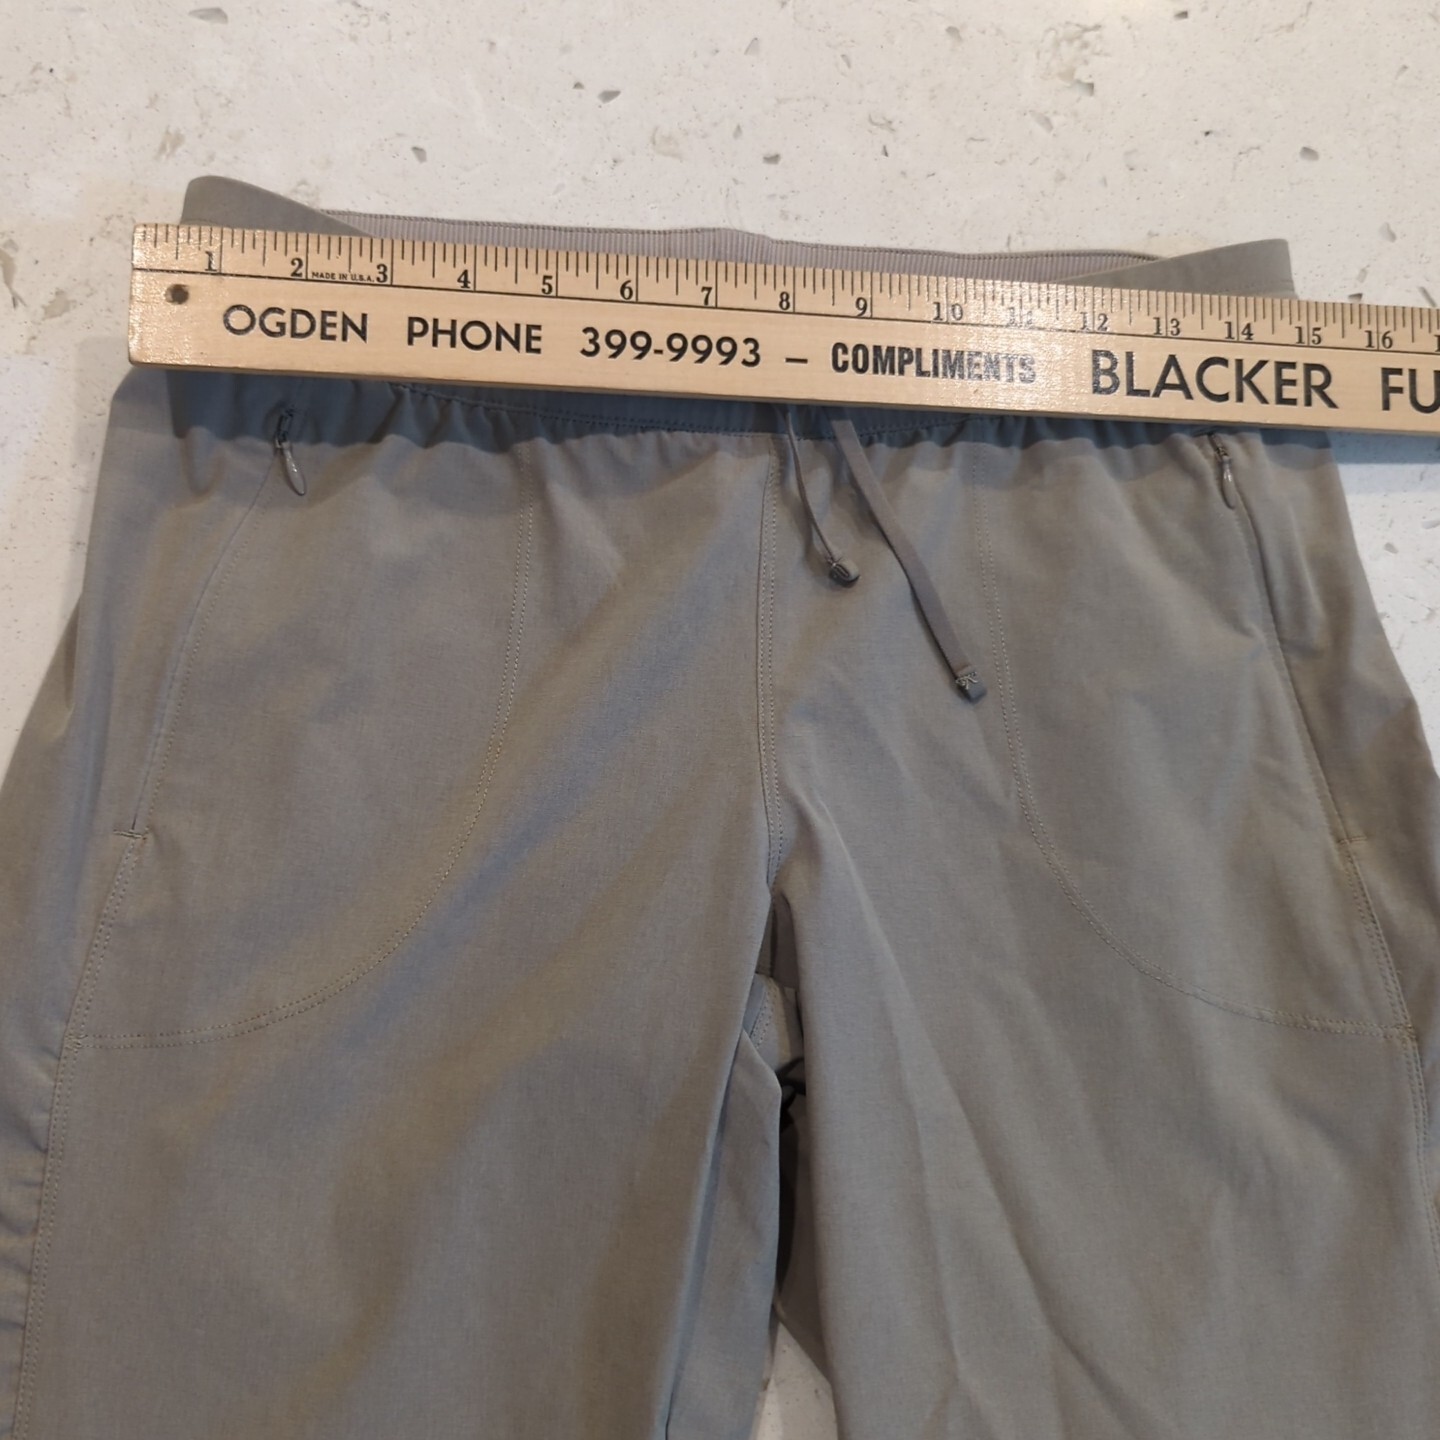 1 2 MADE IN U.S.A. 3 4 5 6 7 8 9 10 11 12 13 14 15 16
OGDEN PHONE 399-9993 – COMPLIMENTS BLACKER FU